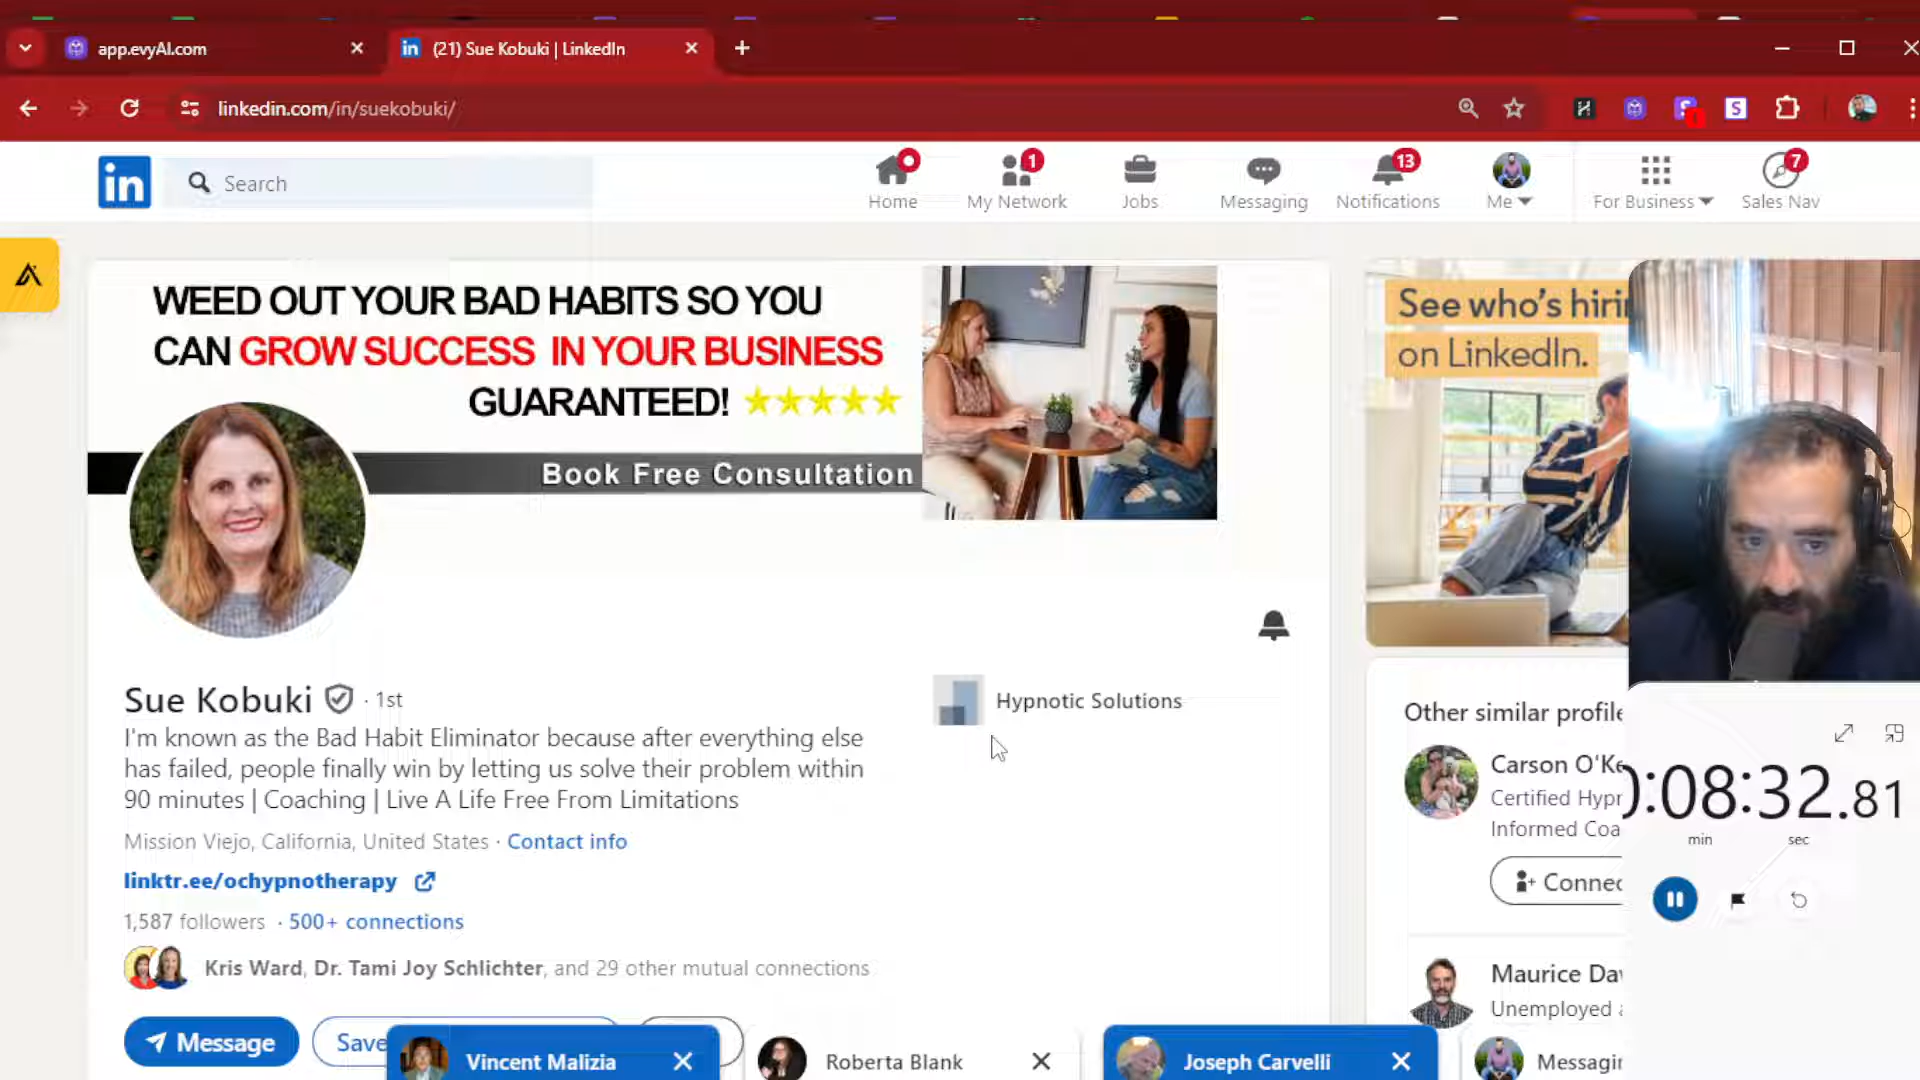 app.evyAI.com
(21) Sue Kobuki | LinkedIn
linkedin.com/in/suekobuki/
in
Search
Home
1
My Network
Jobs
Messaging
13
Notifications
Me
For Business
7
Sales Nav
WEED OUT YOUR BAD HABITS SO YOU
CAN GROW SUCCESS IN YOUR BUSINESS
GUARANTEED!
Book Free Consultation
See who's hiri
on LinkedIn.
Sue Kobuki · 1st
Hypnotic Solutions
I'm known as the Bad Habit Eliminator because after everything else
has failed, people finally win by letting us solve their problem within
90 minutes | Coaching | Live A Life Free From Limitations
Mission Viejo, California, United States · Contact info
linktr.ee/ochypnotherapy
1,587 followers · 500+ connections
Kris Ward, Dr. Tami Joy Schlichter, and 29 other mutual connections
Message
Save
Vincent Malizia
Roberta Blank
Joseph Carvelli
Messagin
Other similar profile
Carson O'Ke
Certified Hypn
Informed Coa
Connec
Maurice Da
Unemployed
0:08:32.81
min
sec